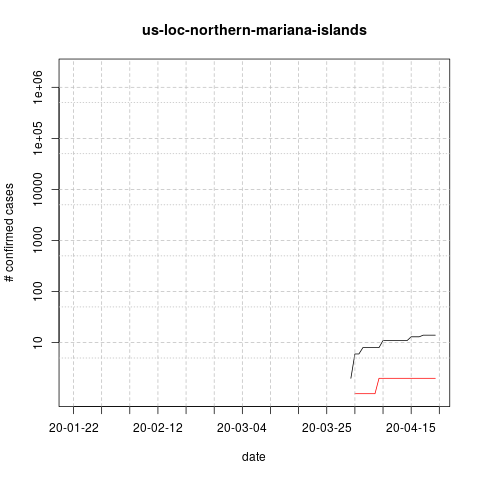 us-loc-northern-mariana-islands
# confirmed cases
1e+06
1e+05
10000
1000
100
10
20-01-22
20-02-12
20-03-04
20-03-25
20-04-15
date